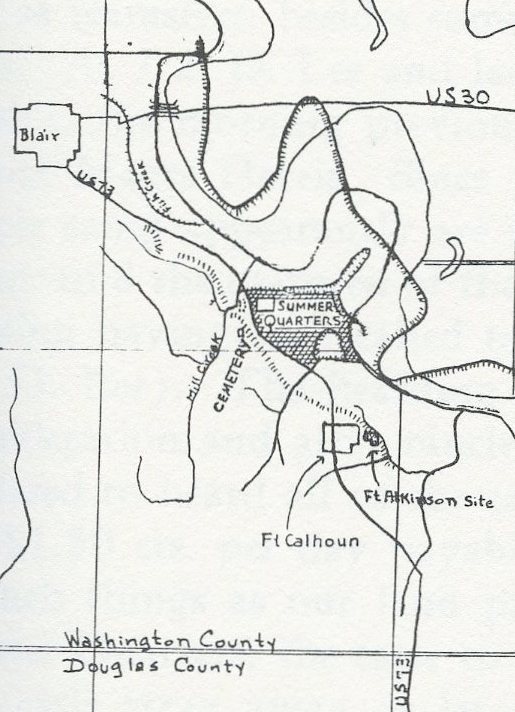 US30
Blair
US73
Fish Creek
SUMMER
QUARTERS
Mill Creek
CEMETERY
Ft Atkinson Site
Ft Calhoun
Washington County
Douglas County
US73